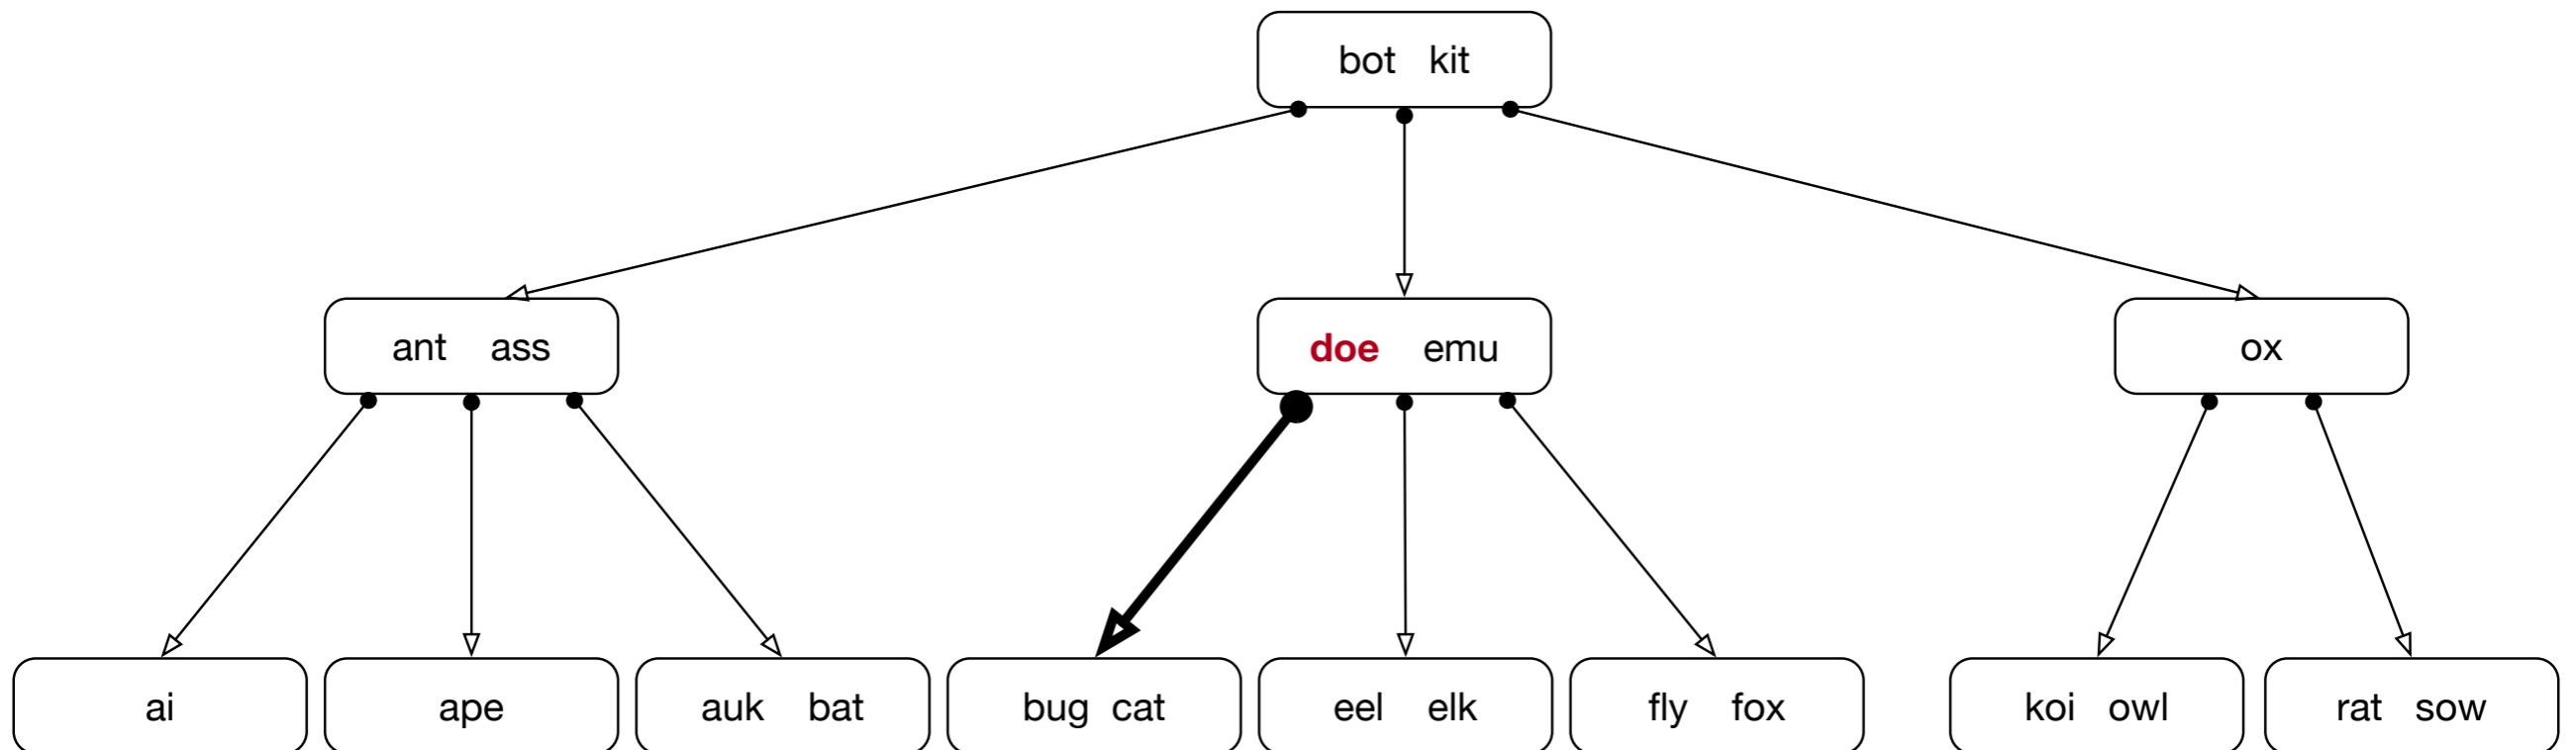 bot kit
ant ass doe emu ox
ai ape auk bat bug cat eel elk fly fox koi owl rat sow